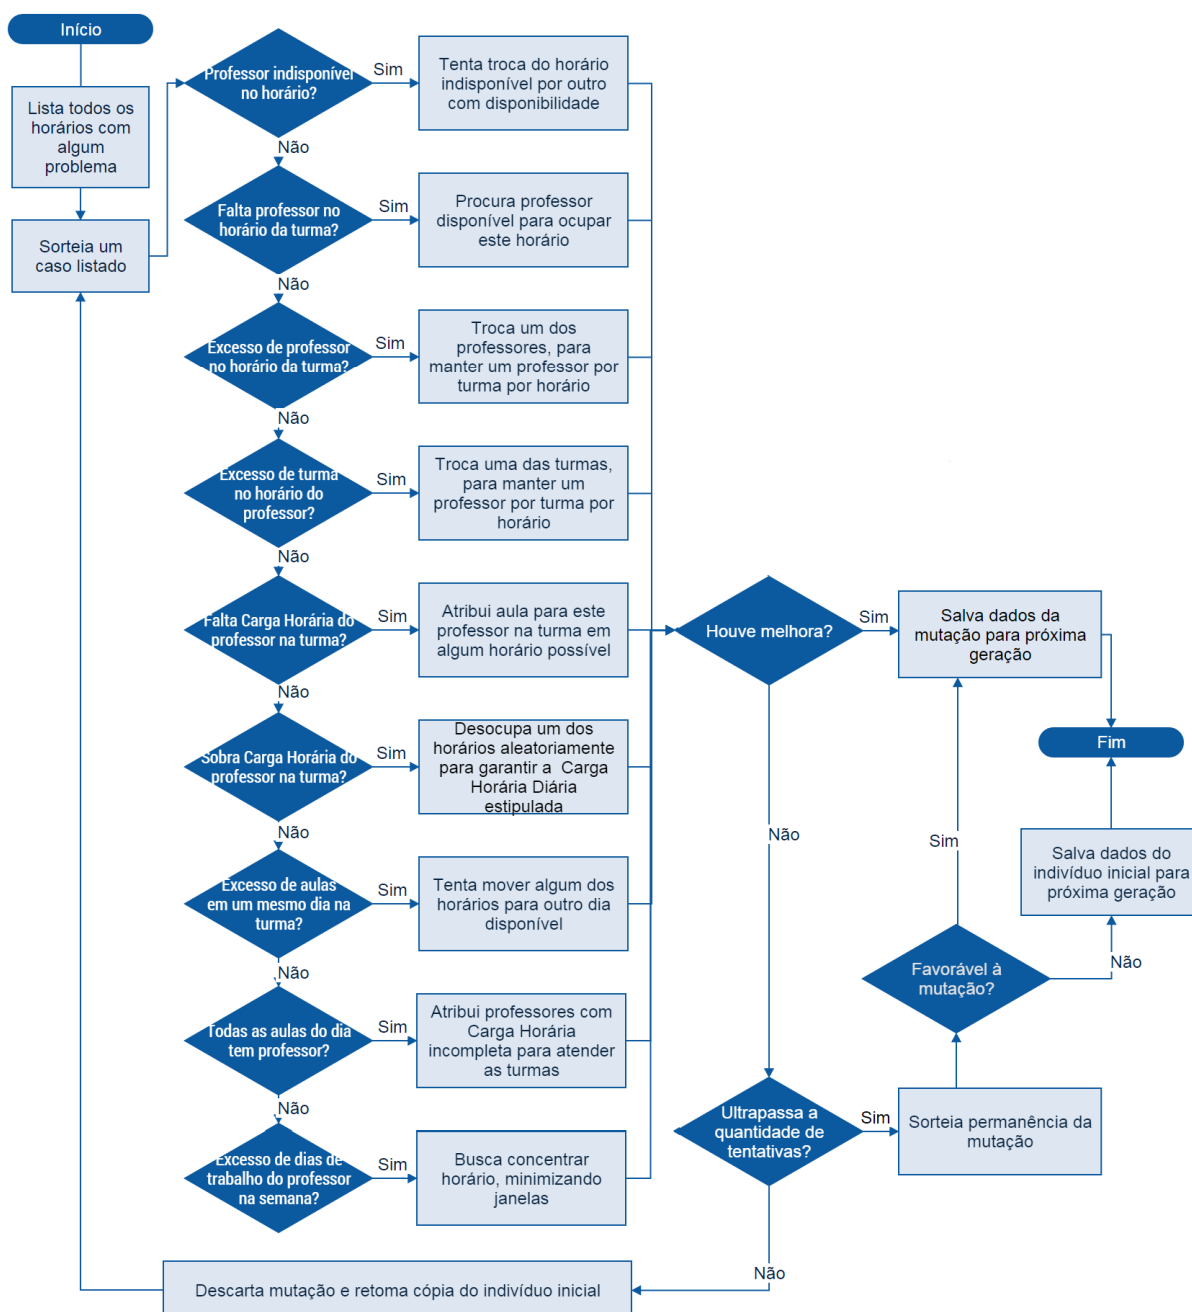 Início
Lista todos os
horários com
algum
problema
Sorteia um
caso listado
Professor indisponível
no horário?
Sim
Tenta troca do horário
indisponível por outro
com disponibilidade
Não
Falta professor no
horário da turma?
Sim
Procura professor
disponível para ocupar
este horário
Não
Excesso de professor
no horário da turma?
Sim
Troca um dos
professores, para
manter um professor por
turma por horário
Não
Excesso de turma
no horário do
professor?
Sim
Troca uma das turmas,
para manter um
professor por turma por
horário
Não
Falta Carga Horária do
professor na turma?
Sim
Atribui aula para este
professor na turma em
algum horário possível
Não
Sobra Carga Horária do
professor na turma?
Sim
Desocupa um dos
horários aleatoriamente
para garantir a Carga
Horária Diária
estipulada
Não
Excesso de aulas
em um mesmo dia na
turma?
Sim
Tenta mover algum dos
horários para outro dia
disponível
Não
Todas as aulas do dia
tem professor?
Sim
Atribui professores com
Carga Horária
incompleta para atender
as turmas
Não
Excesso de dias de
trabalho do professor
na semana?
Sim
Busca concentrar
horário, minimizando
janelas
Houve melhora?
Sim
Salva dados da
mutação para próxima
geração
Fim
Não
Sim
Salva dados do
indivíduo inicial para
próxima geração
Favorável à
mutação?
Não
Ultrapassa a
quantidade de
tentativas?
Sim
Sorteia permanência da
mutação
Não
Descarta mutação e retoma cópia do indivíduo inicial